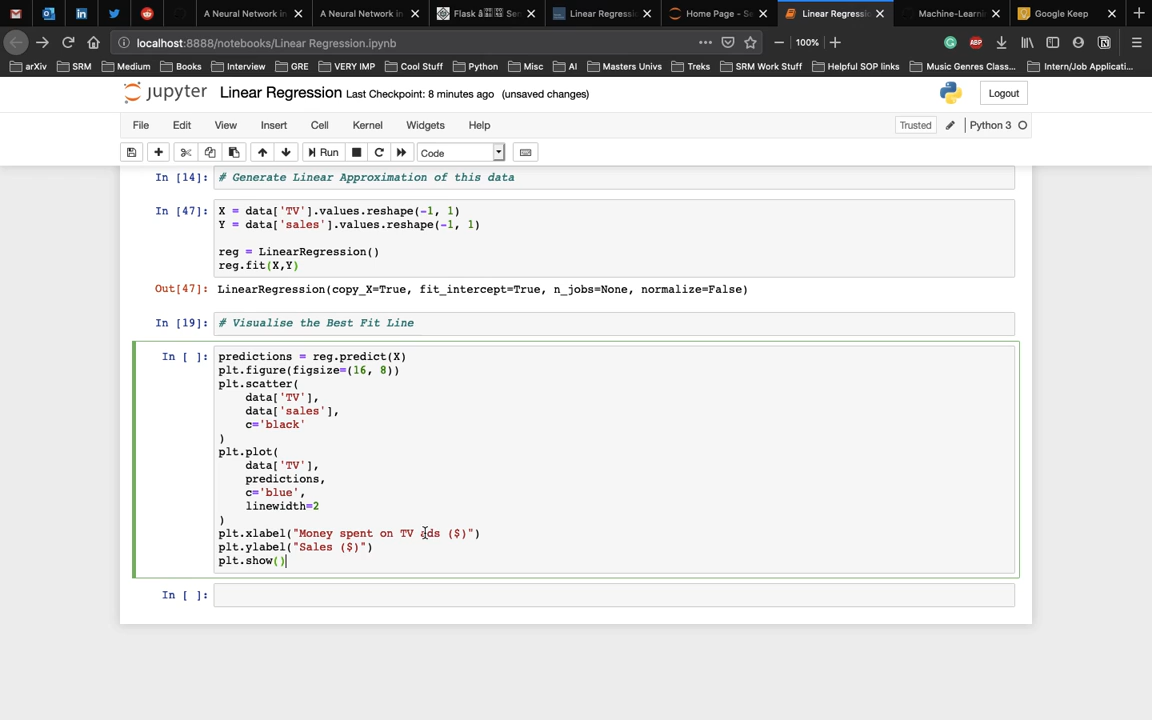 A Neural Network in
A Neural Network in
Flask â Se
Linear Regressi
Home Page - Se
Linear Regressi
Machine-Learni
Google Keep
localhost:8888/notebooks/Linear Regression.ipynb
100%
ABP
arXiv SRM Medium Books Interview GRE VERY IMP Cool Stuff Python Misc AI Masters Univs Treks SRM Work Stuff Helpful SOP links Music Genres Class... Intern/Job Applicati...
jupyter Linear Regression Last Checkpoint: 8 minutes ago (unsaved changes) Logout
File Edit View Insert Cell Kernel Widgets Help Trusted Python 3
Run Code
In [14]: # Generate Linear Approximation of this data
In [47]: X = data['TV'].values.reshape(-1, 1)
Y = data['sales'].values.reshape(-1, 1)
reg = LinearRegression()
reg.fit(X,Y)
Out[47]: LinearRegression(copy_X=True, fit_intercept=True, n_jobs=None, normalize=False)
In [19]: # Visualise the Best Fit Line
In [ ]: predictions = reg.predict(X)
plt.figure(figsize=(16, 8))
plt.scatter(
data['TV'],
data['sales'],
c='black'
)
plt.plot(
data['TV'],
predictions,
c='blue',
linewidth=2
)
plt.xlabel("Money spent on TV ads ($)")
plt.ylabel("Sales ($)")
plt.show()
In [ ]: